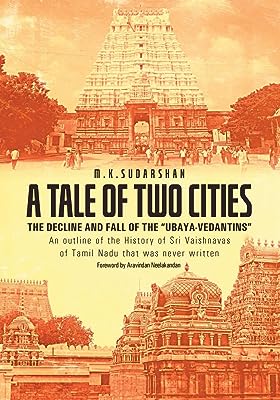 M.K.SUDARSHAN
A TALE OF TWO CITIES
THE DECLINE AND FALL OF THE "UBAYA-VEDANTINS"
An outline of the History of Sri Vaishnavas
of Tamil Nadu that was never written
Foreword by Aravindan Neelakandan